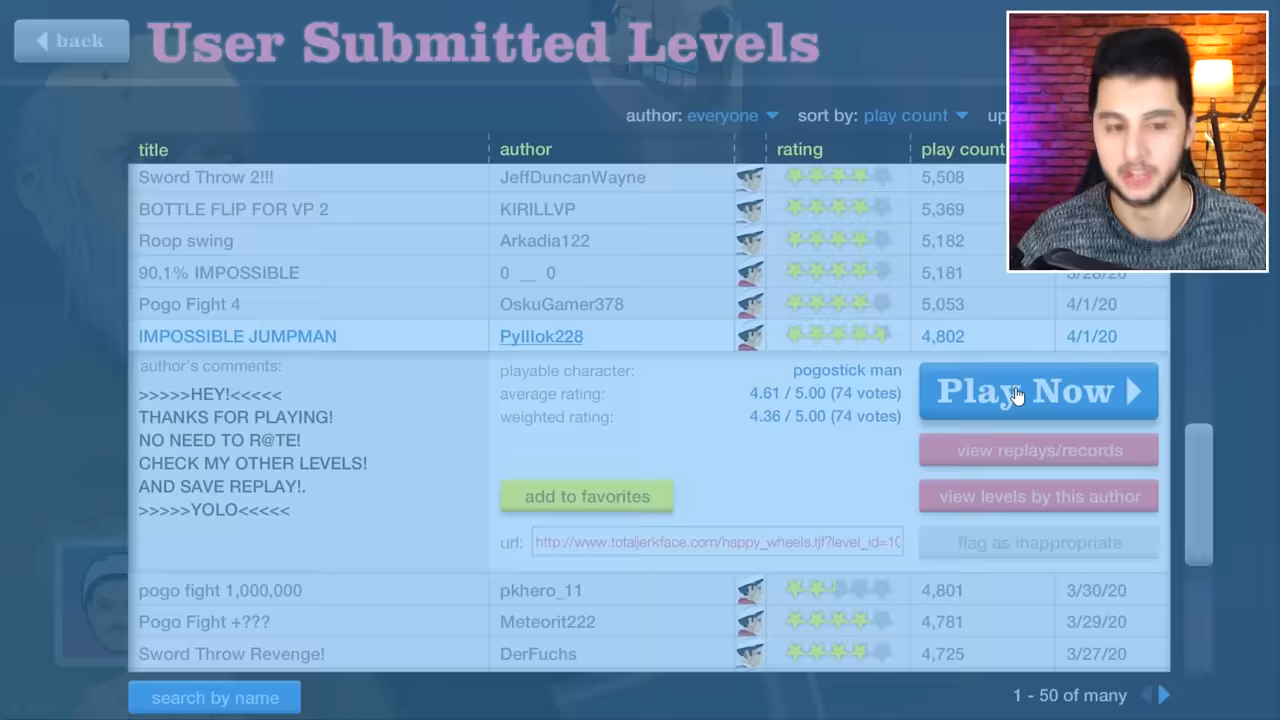 back
User Submitted Levels
author: everyone sort by: play count
title author rating play count
Sword Throw 2!!! JeffDuncanWayne 5,508
BOTTLE FLIP FOR VP 2 KIRILLVP 5,369
Roop swing Arkadia122 5,182
90,1% IMPOSSIBLE 0 __ 0 5,181 3/28/20
Pogo Fight 4 OskuGamer378 5,053 4/1/20
IMPOSSIBLE JUMPMAN Pylllok228 4,802 4/1/20
author's comments:
>>>>>HEY!<<<<<
THANKS FOR PLAYING!
NO NEED TO R@TE!
CHECK MY OTHER LEVELS!
AND SAVE REPLAY!.
>>>>>YOLO<<<<<
playable character: pogostick man
average rating: 4.61 / 5.00 (74 votes)
weighted rating: 4.36 / 5.00 (74 votes)
add to favorites
url: http://www.totaljerkface.com/happy_wheels.tjf?level_id=10
Play Now
view replays/records
view levels by this author
flag as inappropriate
pogo fight 1,000,000 pkhero_11 4,801 3/30/20
Pogo Fight +??? Meteorit222 4,781 3/29/20
Sword Throw Revenge! DerFuchs 4,725 3/27/20
search by name
1 - 50 of many